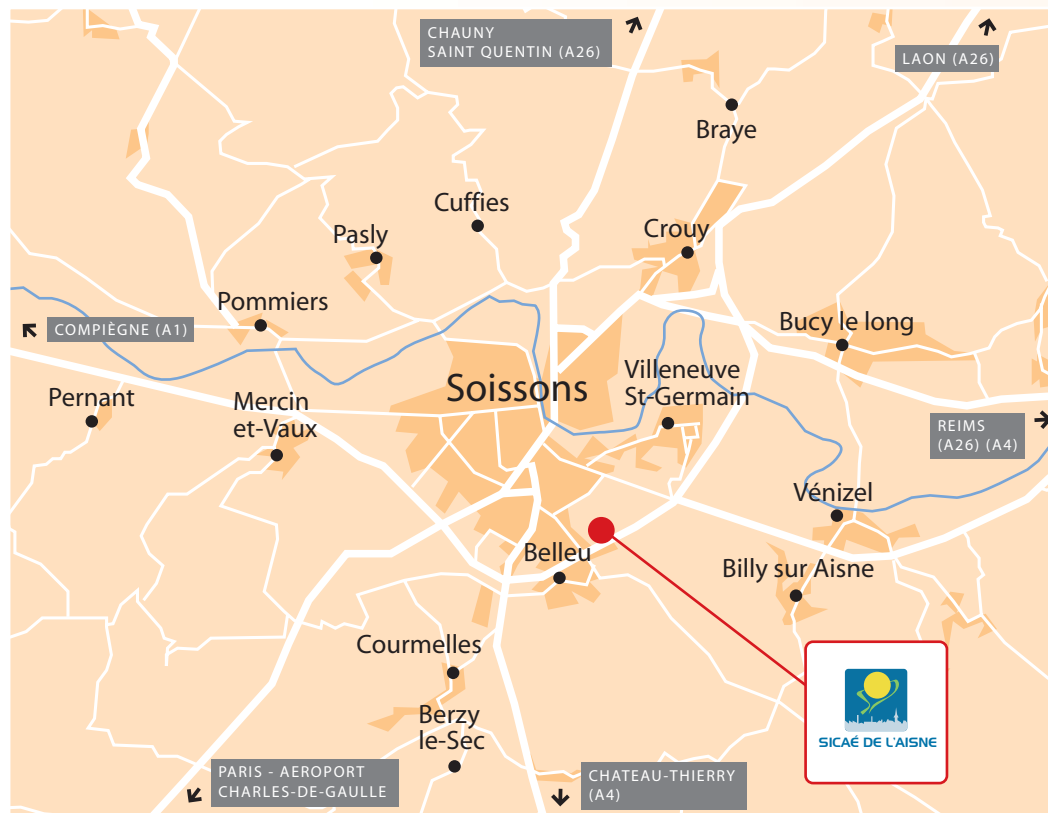 CHAUNY
SAINT QUENTIN (A26)
LAON (A26)
Braye
Cuffies
Pasly
Crouy
Pommiers
COMPIÈGNE (A1)
Bucy le long
Soissons
Villeneuve
St-Germain
Pernant
Mercin
et-Vaux
REIMS
(A26) (A4)
Vénizel
Belleu
Billy sur Aisne
Courmelles
Berzy
le-Sec
SICAÉ DE L'AISNE
PARIS - AEROPORT
CHARLES-DE-GAULLE
CHATEAU-THIERRY
(A4)